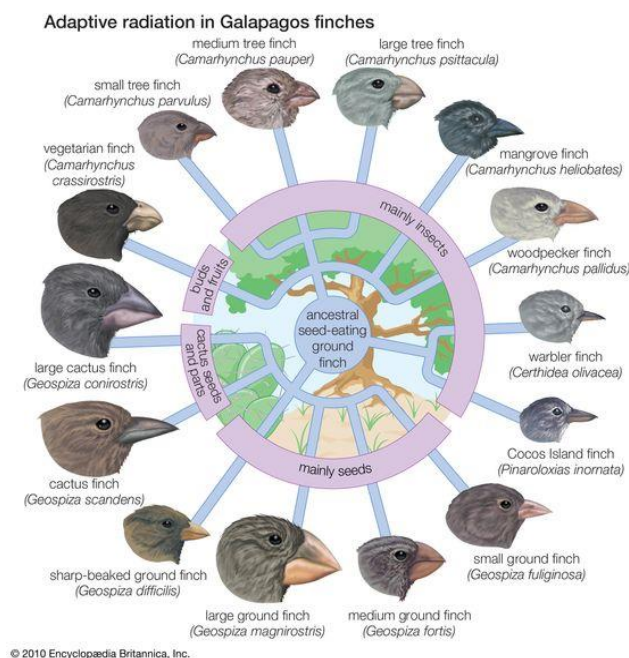 Adaptive radiation in Galapagos finches
medium tree finch
(Camarhynchus pauper)
large tree finch
(Camarhynchus psittacula)
small tree finch
(Camarhynchus parvulus)
mangrove finch
(Camarhynchus heliobates)
vegetarian finch
(Camarhynchus
crassirostris)
woodpecker finch
(Camarhynchus pallidus)
mainly insects
buds
and fruits
ancestral
seed-eating
ground
finch
warbler finch
(Certhidea olivacea)
large cactus finch
(Geospiza conirostris)
cactus seeds
and parts
Cocos Island finch
(Pinaroloxias inornata)
cactus finch
(Geospiza scandens)
mainly seeds
small ground finch
(Geospiza fuliginosa)
sharp-beaked ground finch
(Geospiza difficilis)
large ground finch
(Geospiza magnirostris)
medium ground finch
(Geospiza fortis)
© 2010 Encyclopædia Britannica, Inc.